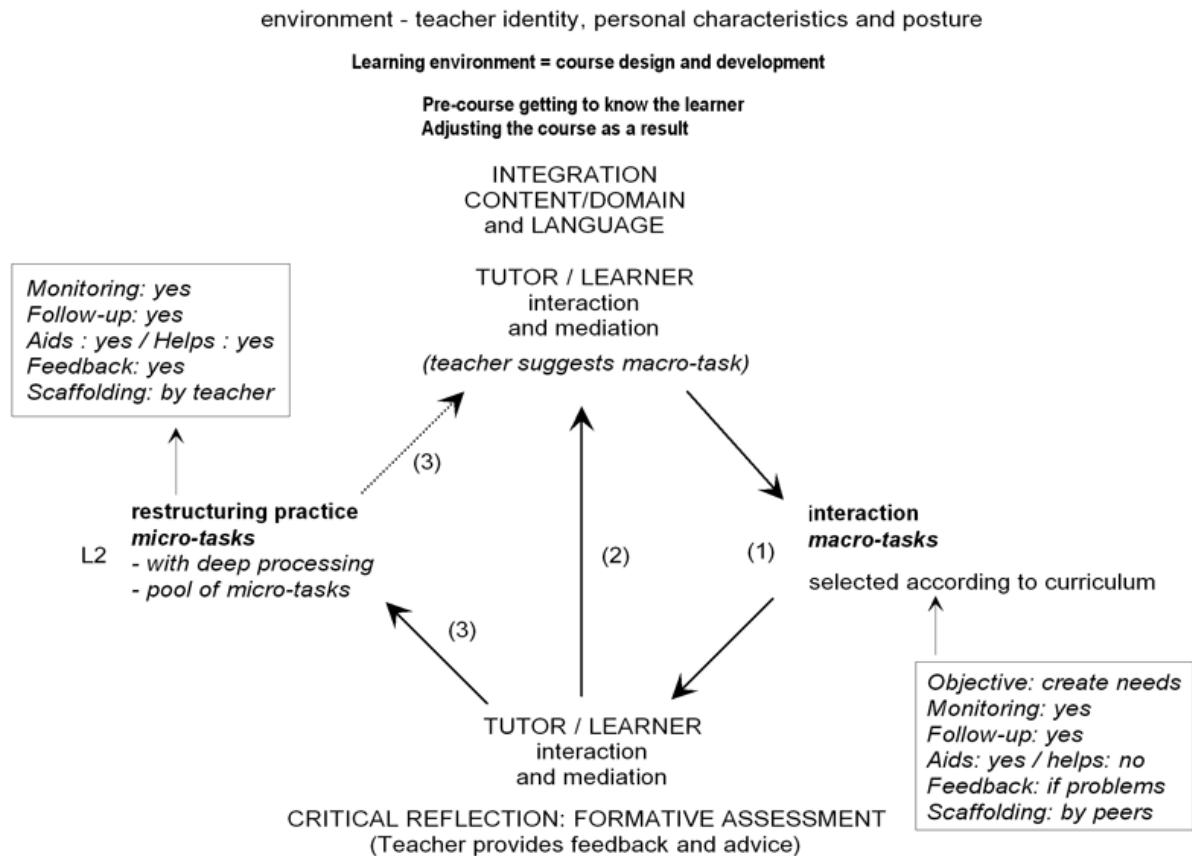 environment - teacher identity, personal characteristics and posture
Learning environment = course design and development
Pre-course getting to know the learner
Adjusting the course as a result
INTEGRATION
CONTENT/DOMAIN
and LANGUAGE
TUTOR / LEARNER
interaction
and mediation
(teacher suggests macro-task)
Monitoring: yes
Follow-up: yes
Aids : yes / Helps : yes
Feedback: yes
Scaffolding: by teacher
(3)
restructuring practice
micro-tasks
- with deep processing
- pool of micro-tasks
L2
(2)
(1)
interaction
macro-tasks
selected according to curriculum
(3)
Objective: create needs
Monitoring: yes
Follow-up: yes
Aids: yes / helps: no
Feedback: if problems
Scaffolding: by peers
TUTOR / LEARNER
interaction
and mediation
CRITICAL REFLECTION: FORMATIVE ASSESSMENT
(Teacher provides feedback and advice)